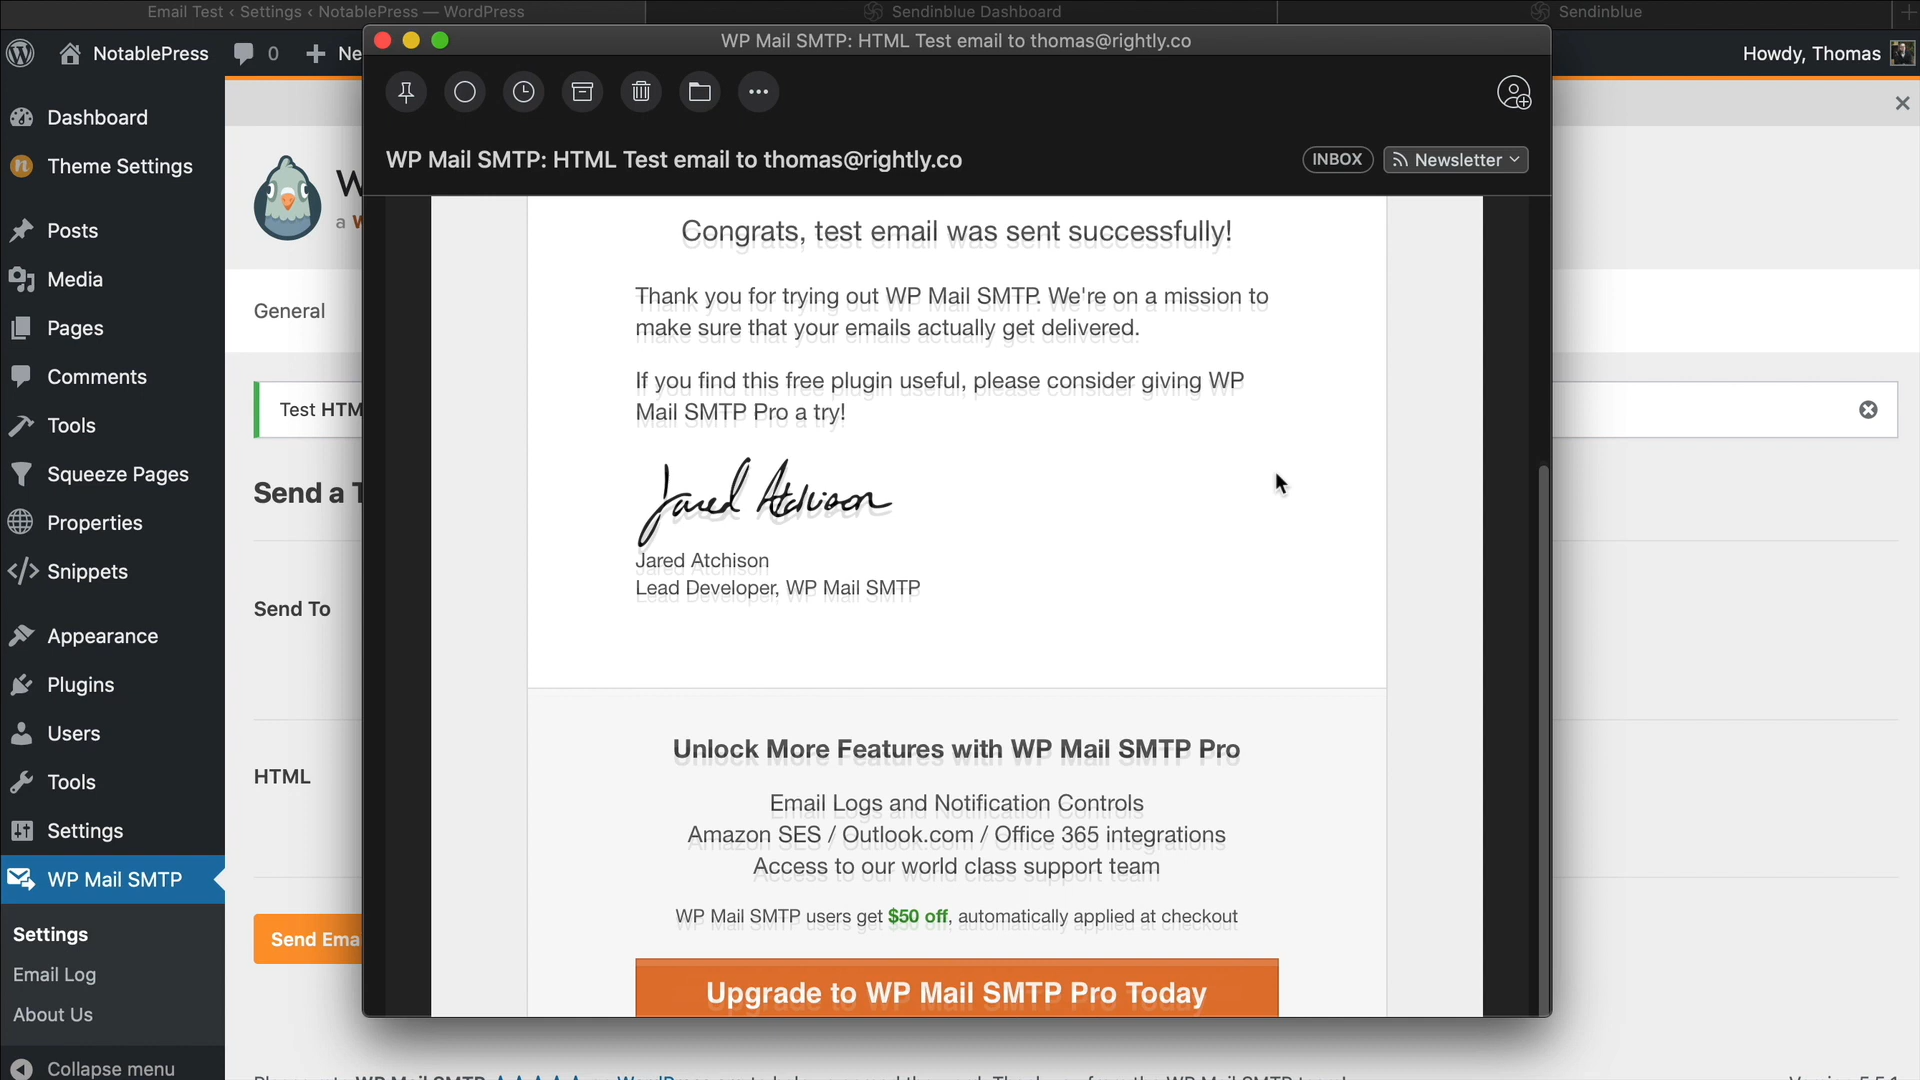 Email Test ‹ Settings ‹ NotablePress — WordPress
Sendinblue Dashboard
Sendinblue
NotablePress
0
Ne
Howdy, Thomas
WP Mail SMTP: HTML Test email to thomas@rightly.co
WP Mail SMTP: HTML Test email to thomas@rightly.co
INBOX
Newsletter
Dashboard
Theme Settings
Posts
Media
Pages
Comments
Tools
Squeeze Pages
Properties
Snippets
Appearance
Plugins
Users
Tools
Settings
WP Mail SMTP
Settings
Email Log
About Us
Collapse menu
W
a W
General
Test HTM
Send a T
Send To
HTML
Send Ema
Congrats, test email was sent successfully!
Thank you for trying out WP Mail SMTP. We're on a mission to
make sure that your emails actually get delivered.
If you find this free plugin useful, please consider giving WP
Mail SMTP Pro a try!
Jared Atchison
Jared Atchison
Lead Developer, WP Mail SMTP
Unlock More Features with WP Mail SMTP Pro
Email Logs and Notification Controls
Amazon SES / Outlook.com / Office 365 integrations
Access to our world class support team
WP Mail SMTP users get $50 off, automatically applied at checkout
Upgrade to WP Mail SMTP Pro Today